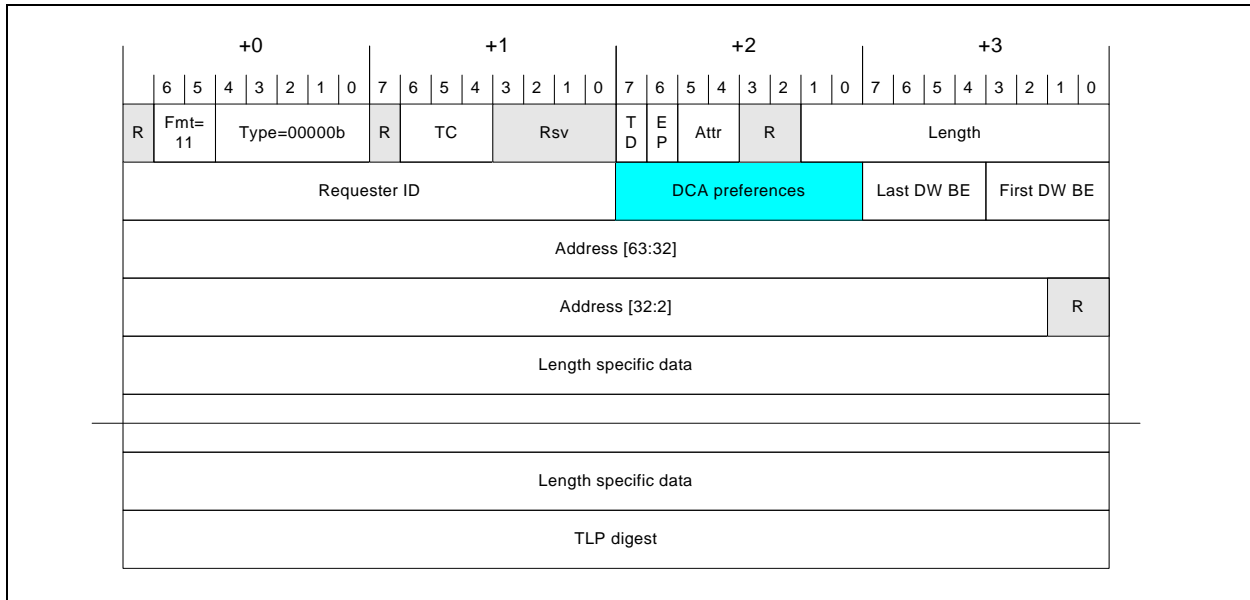 +0 +1 +2 +3
6 5 4 3 2 1 0 7 6 5 4 3 2 1 0 7 6 5 4 3 2 1 0 7 6 5 4 3 2 1 0
R Fmt= 11 Type=00000b R TC Rsv T D E P Attr R Length
Requester ID DCA preferences Last DW BE First DW BE
Address [63:32]
Address [32:2] R
Length specific data
Length specific data
TLP digest